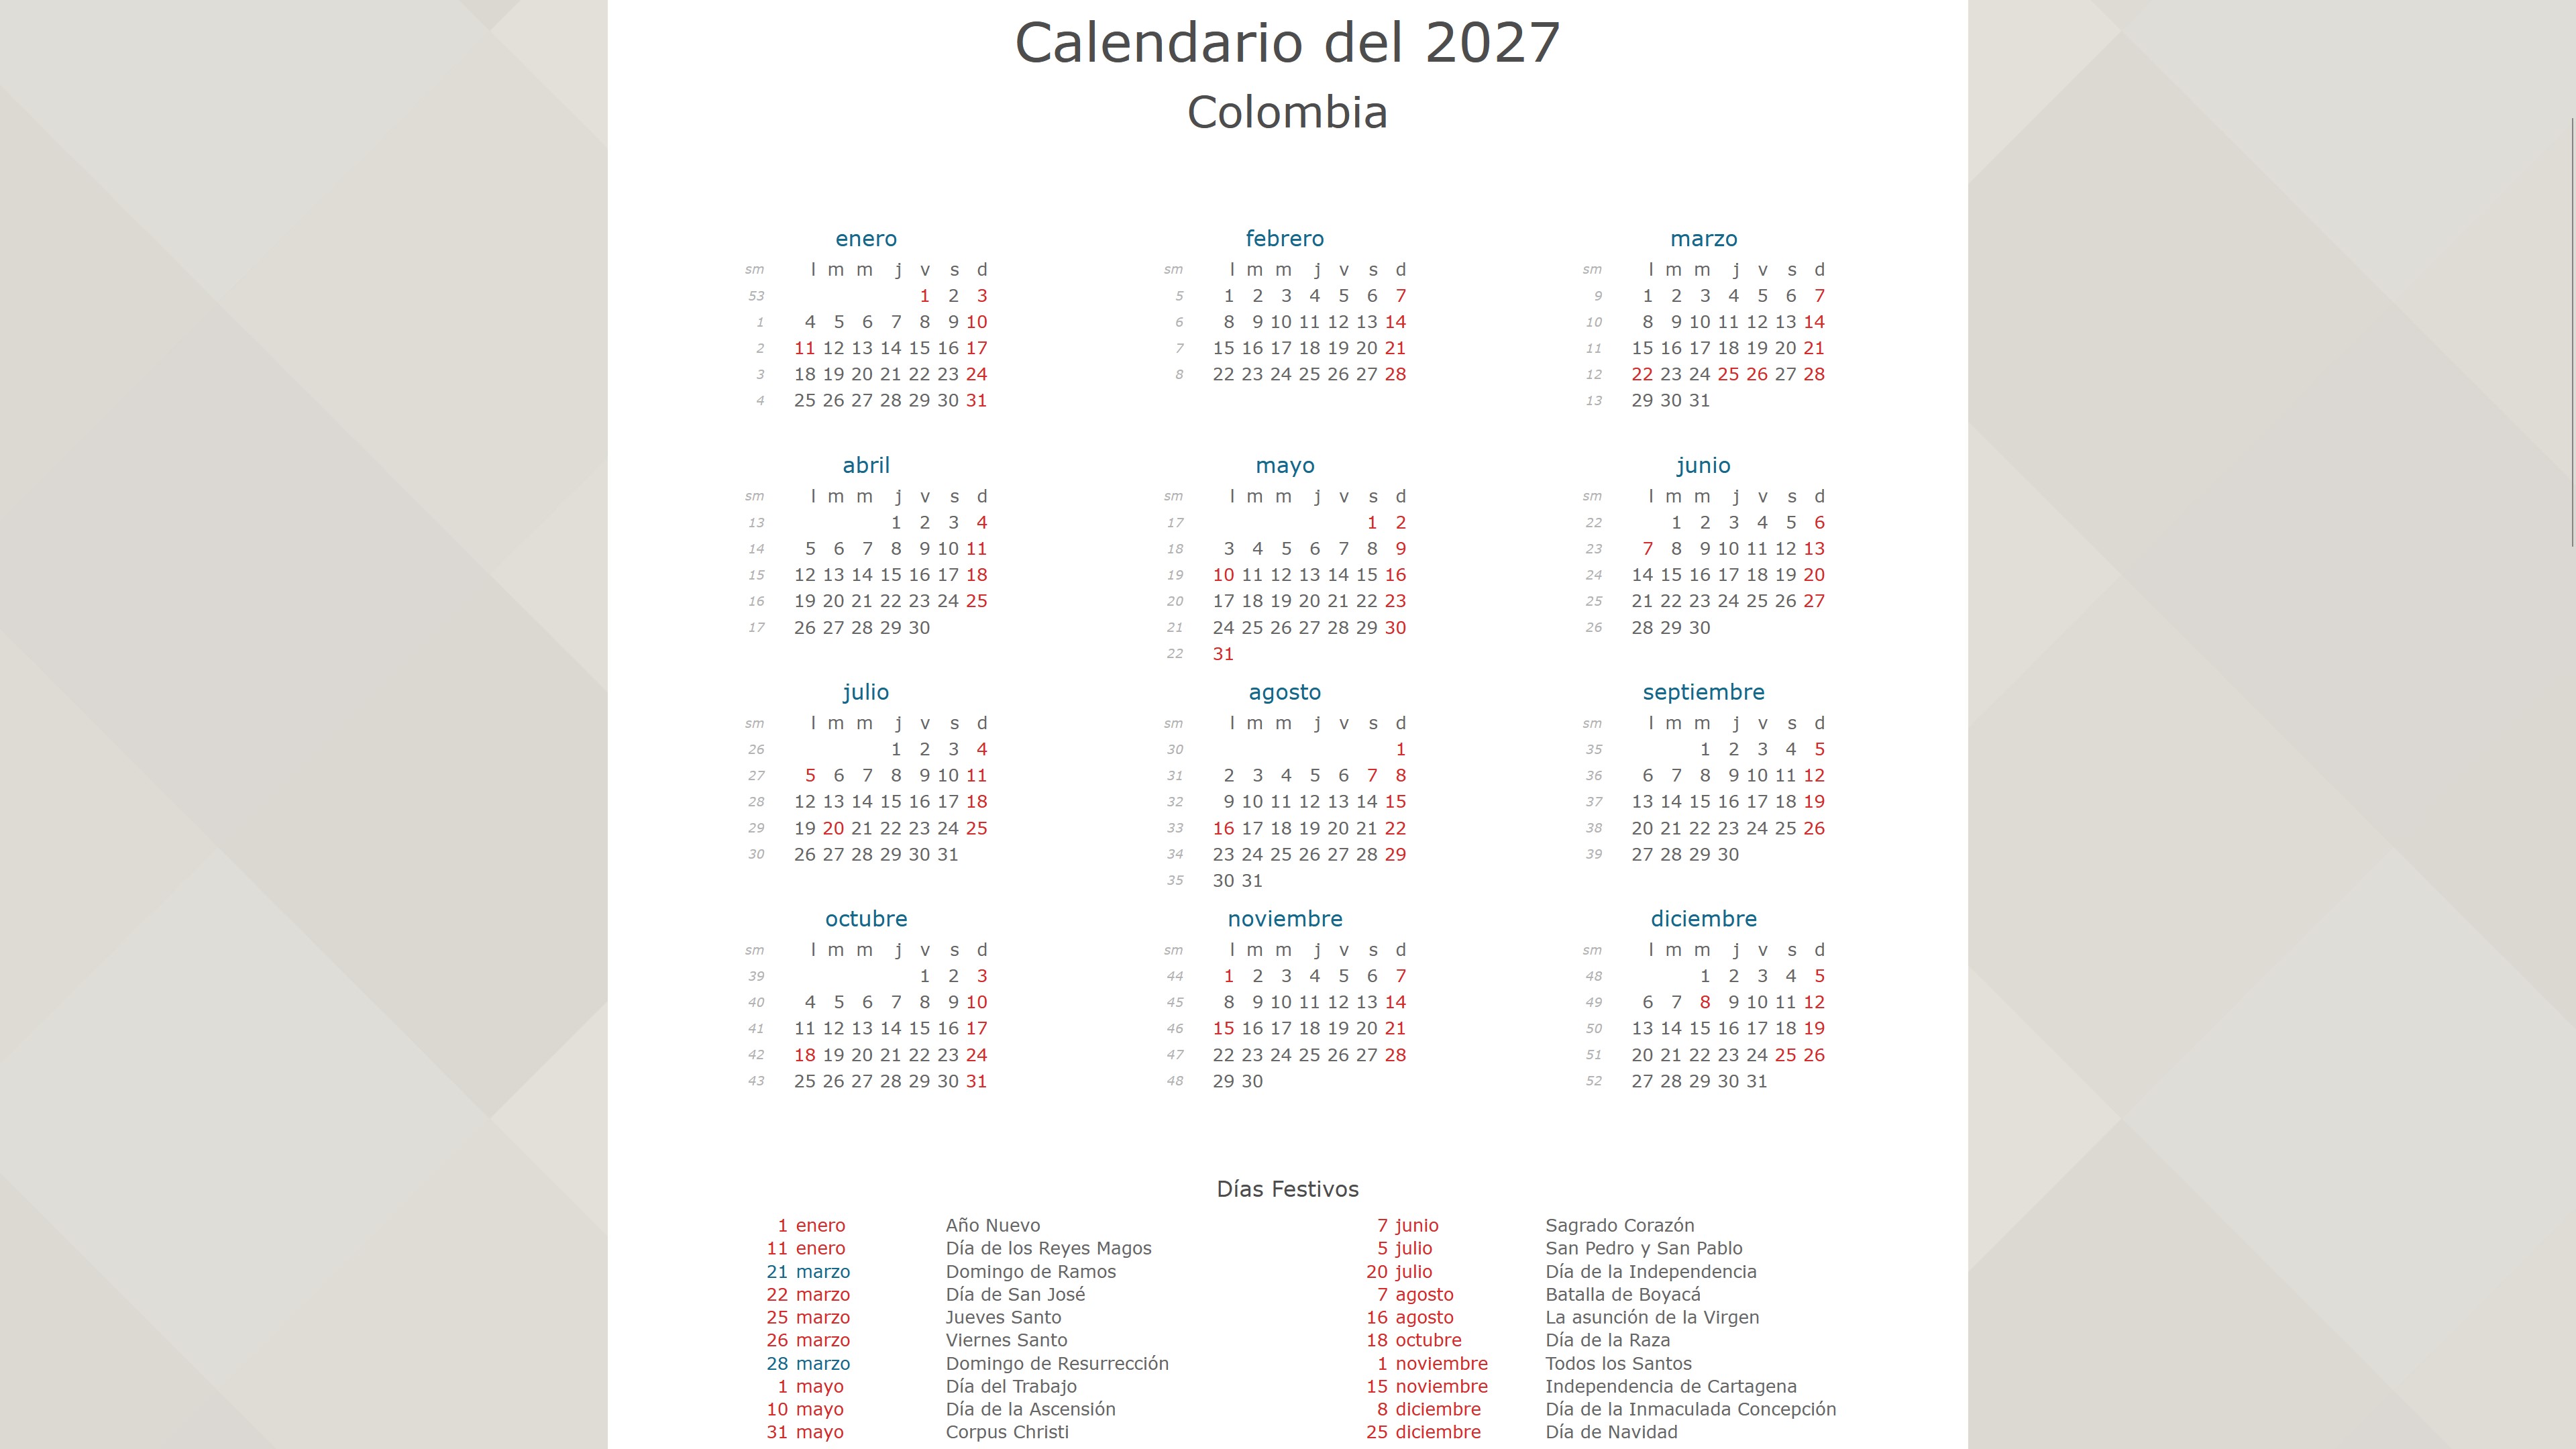 Calendario del 2027
Colombia
enero febrero marzo
sm l m m j v s d sm l m m j v s d sm l m m j v s d
53 1 2 3 5 1 2 3 4 5 6 7 9 1 2 3 4 5 6 7
1 4 5 6 7 8 9 10 6 8 9 10 11 12 13 14 10 8 9 10 11 12 13 14
2 11 12 13 14 15 16 17 7 15 16 17 18 19 20 21 11 15 16 17 18 19 20 21
3 18 19 20 21 22 23 24 8 22 23 24 25 26 27 28 12 22 23 24 25 26 27 28
4 25 26 27 28 29 30 31 13 29 30 31
abril mayo junio
sm l m m j v s d sm l m m j v s d sm l m m j v s d
13 1 2 3 4 17 1 2 22 1 2 3 4 5 6
14 5 6 7 8 9 10 11 18 3 4 5 6 7 8 9 23 7 8 9 10 11 12 13
15 12 13 14 15 16 17 18 19 10 11 12 13 14 15 16 24 14 15 16 17 18 19 20
16 19 20 21 22 23 24 25 20 17 18 19 20 21 22 23 25 21 22 23 24 25 26 27
17 26 27 28 29 30 21 24 25 26 27 28 29 30 26 28 29 30
22 31
julio agosto septiembre
sm l m m j v s d sm l m m j v s d sm l m m j v s d
26 1 2 3 4 30 1 35 1 2 3 4 5
27 5 6 7 8 9 10 11 31 2 3 4 5 6 7 8 36 6 7 8 9 10 11 12
28 12 13 14 15 16 17 18 32 9 10 11 12 13 14 15 37 13 14 15 16 17 18 19
29 19 20 21 22 23 24 25 33 16 17 18 19 20 21 22 38 20 21 22 23 24 25 26
30 26 27 28 29 30 31 34 23 24 25 26 27 28 29 39 27 28 29 30
35 30 31
octubre noviembre diciembre
sm l m m j v s d sm l m m j v s d sm l m m j v s d
39 1 2 3 44 1 2 3 4 5 6 7 48 1 2 3 4 5
40 4 5 6 7 8 9 10 45 8 9 10 11 12 13 14 49 6 7 8 9 10 11 12
41 11 12 13 14 15 16 17 46 15 16 17 18 19 20 21 50 13 14 15 16 17 18 19
42 18 19 20 21 22 23 24 47 22 23 24 25 26 27 28 51 20 21 22 23 24 25 26
43 25 26 27 28 29 30 31 48 29 30 52 27 28 29 30 31
Días Festivos
1 enero Año Nuevo 7 junio Sagrado Corazón
11 enero Día de los Reyes Magos 5 julio San Pedro y San Pablo
21 marzo Domingo de Ramos 20 julio Día de la Independencia
22 marzo Día de San José 7 agosto Batalla de Boyacá
25 marzo Jueves Santo 16 agosto La asunción de la Virgen
26 marzo Viernes Santo 18 octubre Día de la Raza
28 marzo Domingo de Resurrección 1 noviembre Todos los Santos
1 mayo Día del Trabajo 15 noviembre Independencia de Cartagena
10 mayo Día de la Ascensión 8 diciembre Día de la Inmaculada Concepción
31 mayo Corpus Christi 25 diciembre Día de Navidad